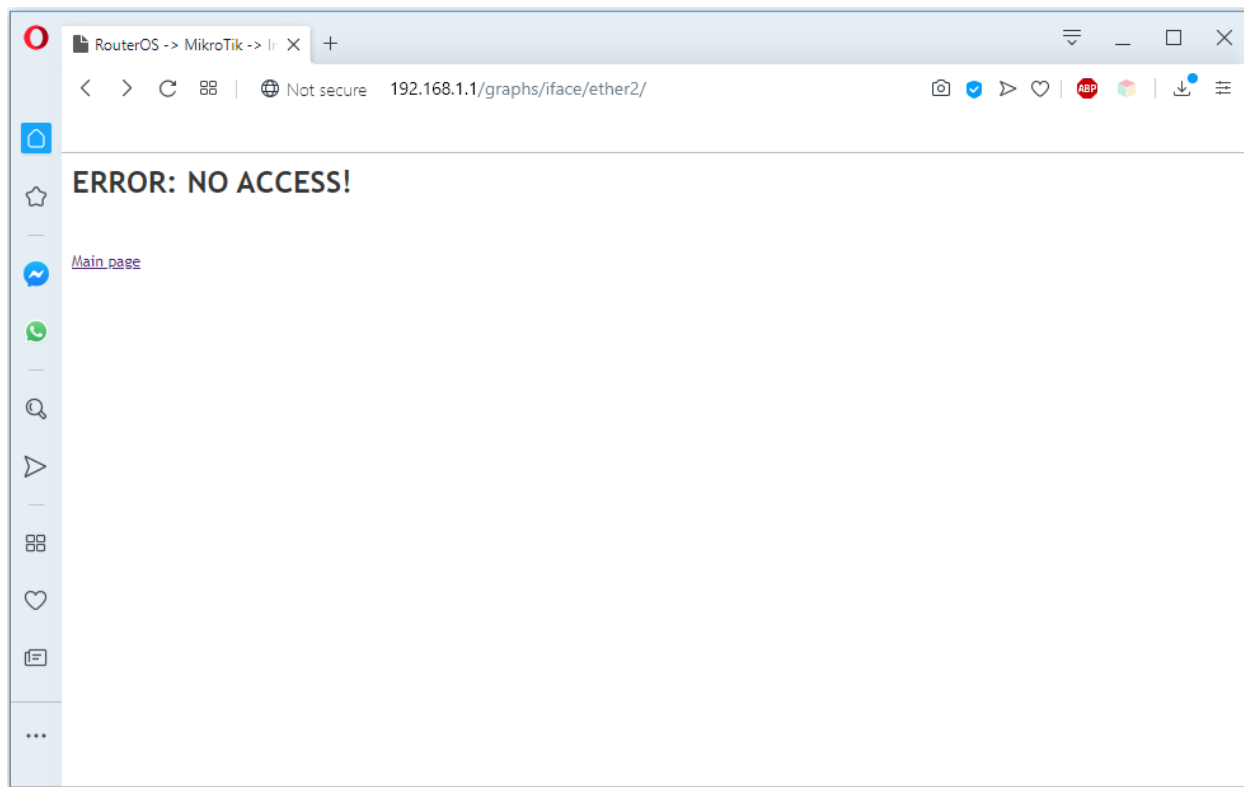 RouterOS -> MikroTik -> Ir
Not secure 192.168.1.1/graphs/iface/ether2/
ABP
ERROR: NO ACCESS!
Main page